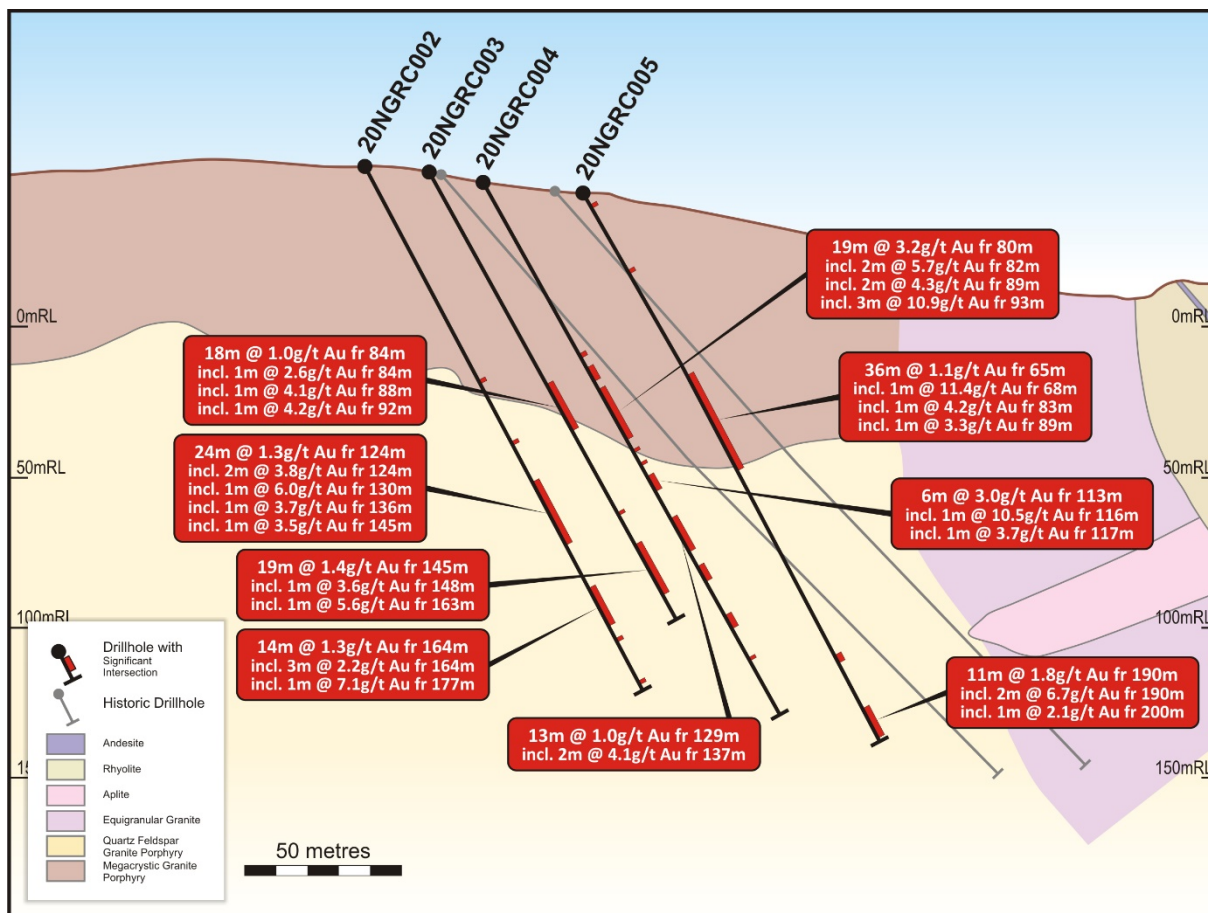 20NGRC002
20NGRC003
20NGRC004
20NGRC005
19m @ 3.2g/t Au fr 80m
incl. 2m @ 5.7g/t Au fr 82m
incl. 2m @ 4.3g/t Au fr 89m
incl. 3m @ 10.9g/t Au fr 93m
0mRL
0mRL
18m @ 1.0g/t Au fr 84m
incl. 1m @ 2.6g/t Au fr 84m
incl. 1m @ 4.1g/t Au fr 88m
incl. 1m @ 4.2g/t Au fr 92m
36m @ 1.1g/t Au fr 65m
incl. 1m @ 11.4g/t Au fr 68m
incl. 1m @ 4.2g/t Au fr 83m
incl. 1m @ 3.3g/t Au fr 89m
24m @ 1.3g/t Au fr 124m
incl. 2m @ 3.8g/t Au fr 124m
incl. 1m @ 6.0g/t Au fr 130m
incl. 1m @ 3.7g/t Au fr 136m
incl. 1m @ 3.5g/t Au fr 145m
50mRL
50mRL
6m @ 3.0g/t Au fr 113m
incl. 1m @ 10.5g/t Au fr 116m
incl. 1m @ 3.7g/t Au fr 117m
19m @ 1.4g/t Au fr 145m
incl. 1m @ 3.6g/t Au fr 148m
incl. 1m @ 5.6g/t Au fr 163m
100mRL
100mRL
14m @ 1.3g/t Au fr 164m
incl. 3m @ 2.2g/t Au fr 164m
incl. 1m @ 7.1g/t Au fr 177m
11m @ 1.8g/t Au fr 190m
incl. 2m @ 6.7g/t Au fr 190m
incl. 1m @ 2.1g/t Au fr 200m
13m @ 1.0g/t Au fr 129m
incl. 2m @ 4.1g/t Au fr 137m
150mRL
Drillhole with
Significant
Intersection
Historic Drillhole
Andesite
Rhyolite
Aplite
Equigranular Granite
Quartz Feldspar
Granite Porphyry
Megacrystic Granite
Porphyry
50 metres